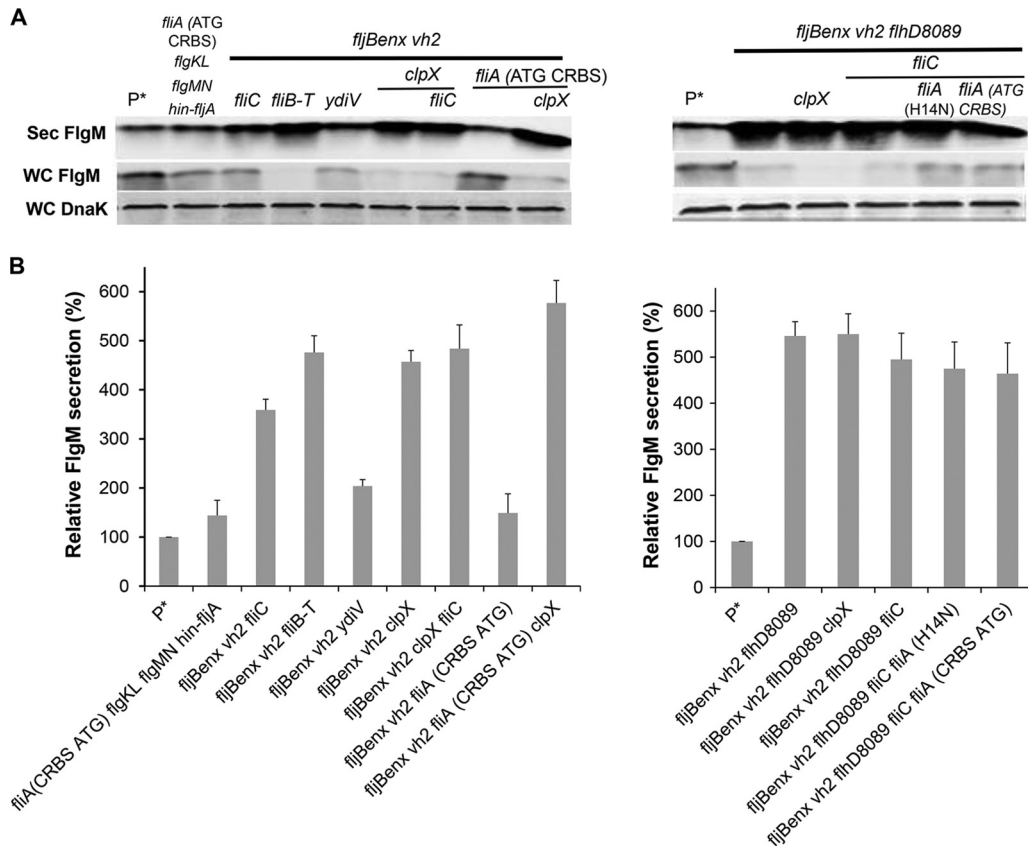 A
fliA (ATG
CRBS)
flgKL
flgMN
hin-fljA
P*
fljBenx vh2
clpX
fliA (ATG CRBS)
fliC fliB-T ydiV fliC clpX
fljBenx vh2 flhD8089
fliC
P* clpX
fliA
(H14N)
fliA (ATG
CRBS)
Sec FlgM
WC FlgM
WC DnaK
B
Relative FlgM secretion (%)
600
500
400
300
200
100
0
P*
fliA(CRBS ATG) flgKL flgMN hin-fljA
fljBenx vh2 fliC
fljBenx vh2 fliB-T
fljBenx vh2 ydiV
fljBenx vh2 clpX
fljBenx vh2 clpX fliC
fljBenx vh2 fliA (CRBS ATG)
fljBenx vh2 fliA (CRBS ATG) clpX
Relative FlgM secretion (%)
600
500
400
300
200
100
0
P*
fljBenx vh2 flhD8089
fljBenx vh2 flhD8089 clpX
fljBenx vh2 flhD8089 fliC
fljBenx vh2 flhD8089 fliC fliA (H14N)
fljBenx vh2 flhD8089 fliC fliA (CRBS ATG)